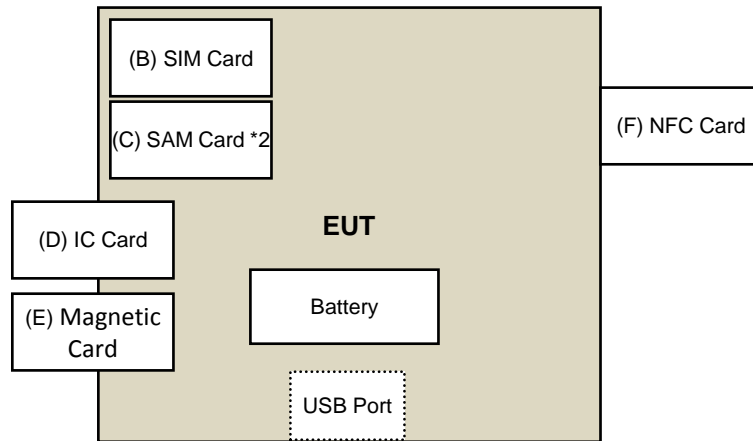 (B) SIM Card
(C) SAM Card *2
(F) NFC Card
(D) IC Card
EUT
(E) Magnetic
Card
Battery
USB Port